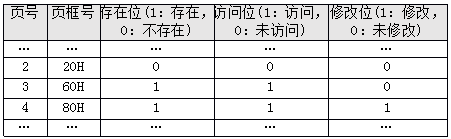 页号 页框号 存在位(1: 存在, 0: 不存在) 访问位(1: 访问, 0: 未访问) 修改位(1: 修改, 0: 未修改)
… … … … …
2 20H 0 0 0
3 60H 1 1 0
4 80H 1 1 1
… … … … …